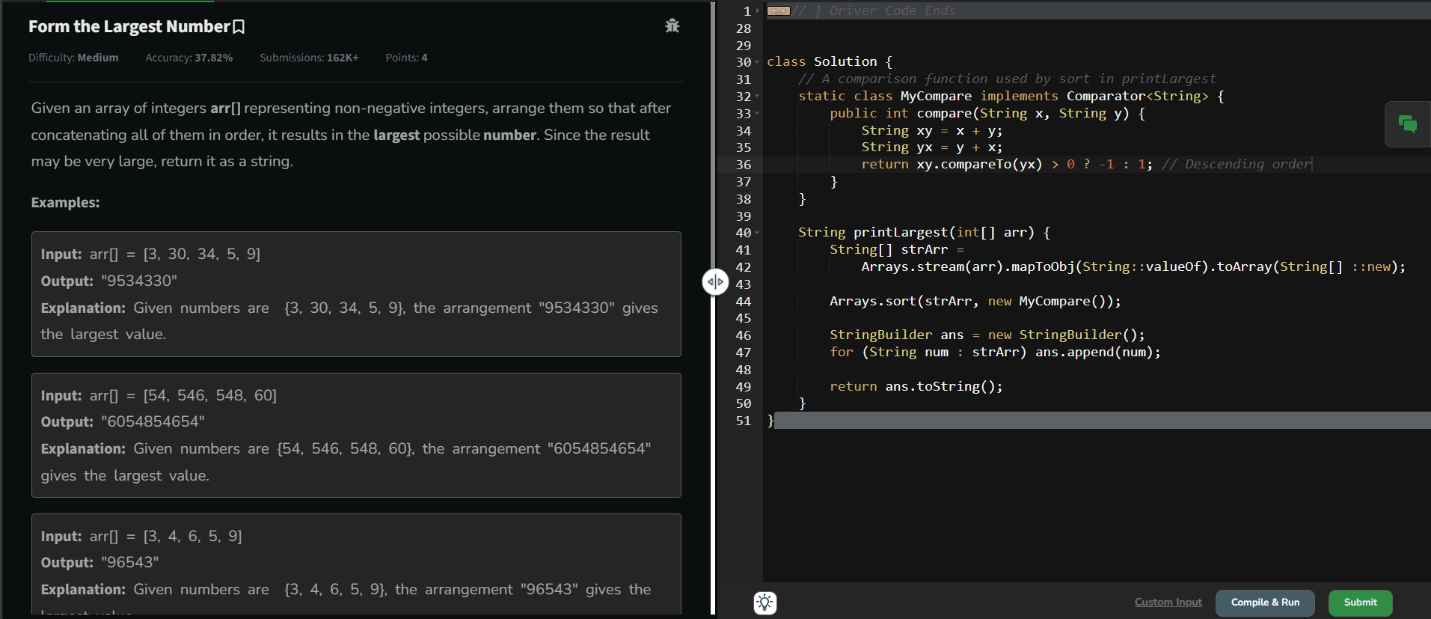 Form the Largest Number
Difficulty: Medium Accuracy: 37.82% Submissions: 162K+ Points: 4
Given an array of integers arr[] representing non-negative integers, arrange them so that after
concatenating all of them in order, it results in the largest possible number. Since the result
may be very large, return it as a string.
Examples:
Input: arr[] = [3, 30, 34, 5, 9]
Output: "9534330"
Explanation: Given numbers are {3, 30, 34, 5, 9}, the arrangement "9534330" gives
the largest value.
Input: arr[] = [54, 546, 548, 60]
Output: "6054854654"
Explanation: Given numbers are {54, 546, 548, 60}, the arrangement "6054854654"
gives the largest value.
Input: arr[] = [3, 4, 6, 5, 9]
Output: "96543"
Explanation: Given numbers are {3, 4, 6, 5, 9}, the arrangement "96543" gives the
1 // } Driver Code Ends
28
29
30 class Solution {
31 // A comparison function used by sort in printLargest
32 static class MyCompare implements Comparator<String> {
33 public int compare(String x, String y) {
34 String xy = x + y;
35 String yx = y + x;
36 return xy.compareTo(yx) > 0 ? -1 : 1; // Descending order
37 }
38 }
39
40 String printLargest(int[] arr) {
41 String[] strArr =
42 Arrays.stream(arr).mapToObj(String::valueOf).toArray(String[] ::new);
43
44 Arrays.sort(strArr, new MyCompare());
45
46 StringBuilder ans = new StringBuilder();
47 for (String num : strArr) ans.append(num);
48
49 return ans.toString();
50 }
51 }
Custom Input Compile & Run Submit